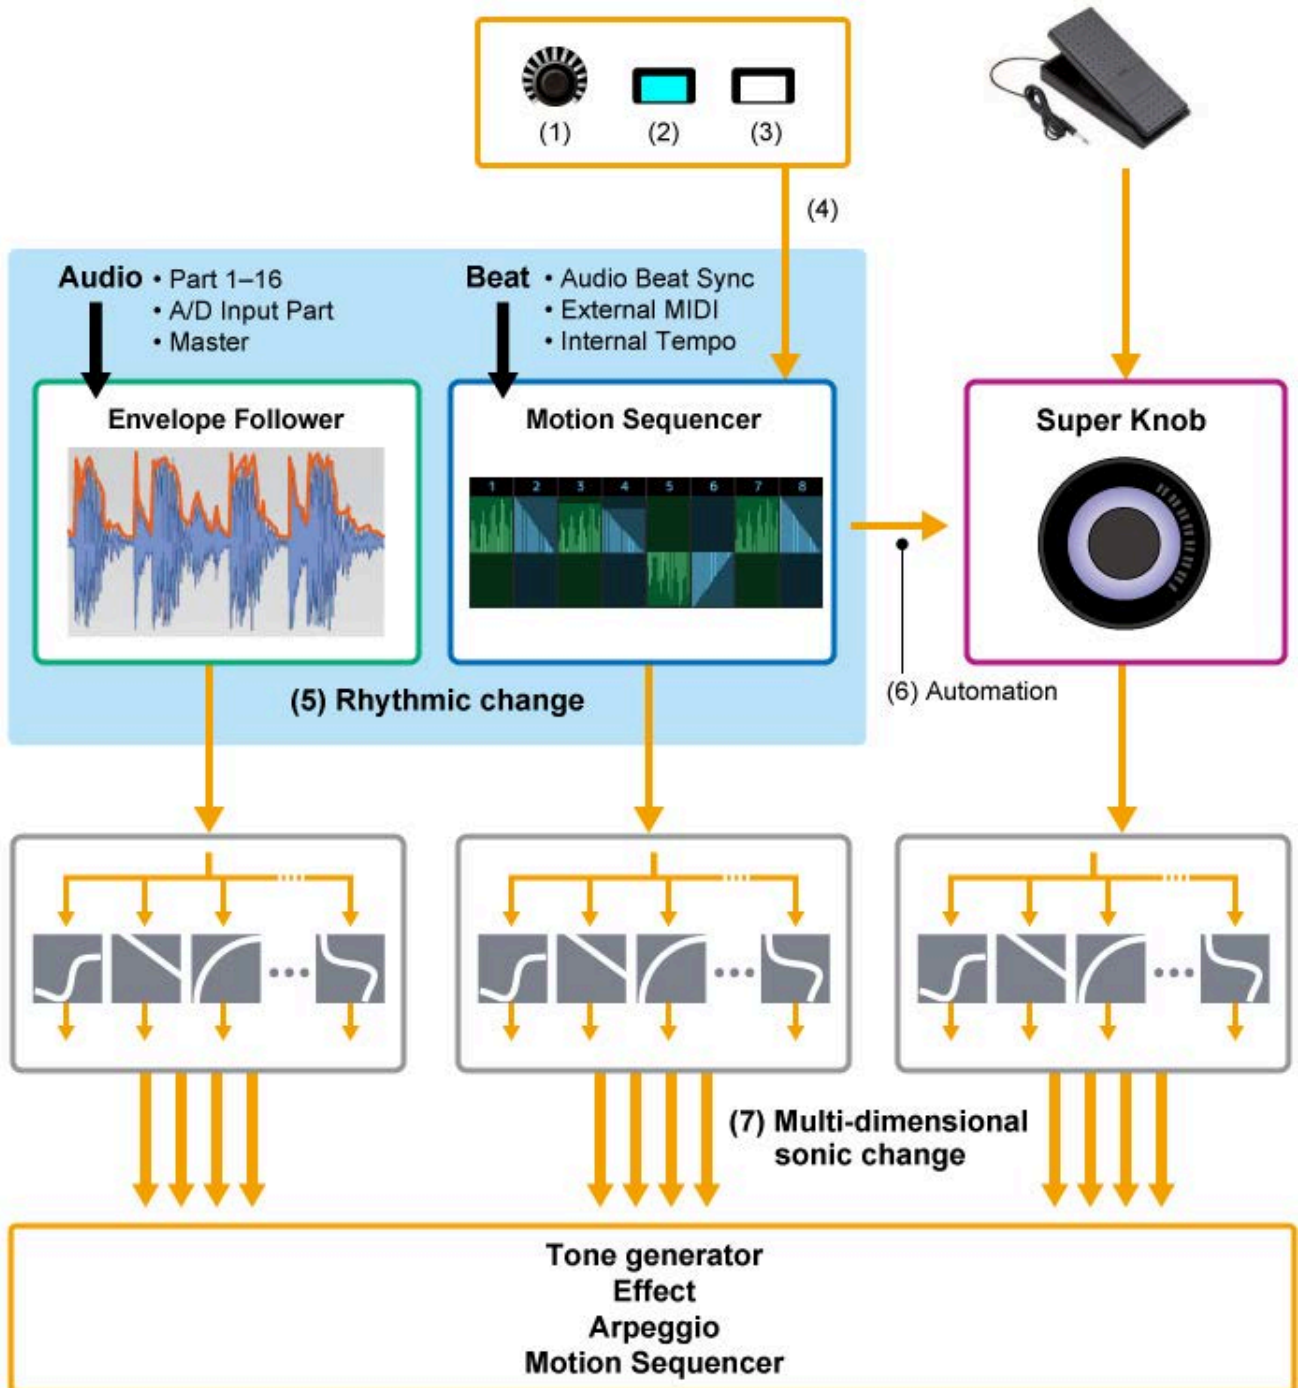 (1)
(2)
(3)
(4)
Audio • Part 1–16
• A/D Input Part
• Master
Beat • Audio Beat Sync
• External MIDI
• Internal Tempo
Envelope Follower
Motion Sequencer
1 2 3 4 5 6 7 8
Super Knob
(5) Rhythmic change
(6) Automation
(7) Multi-dimensional
sonic change
Tone generator
Effect
Arpeggio
Motion Sequencer